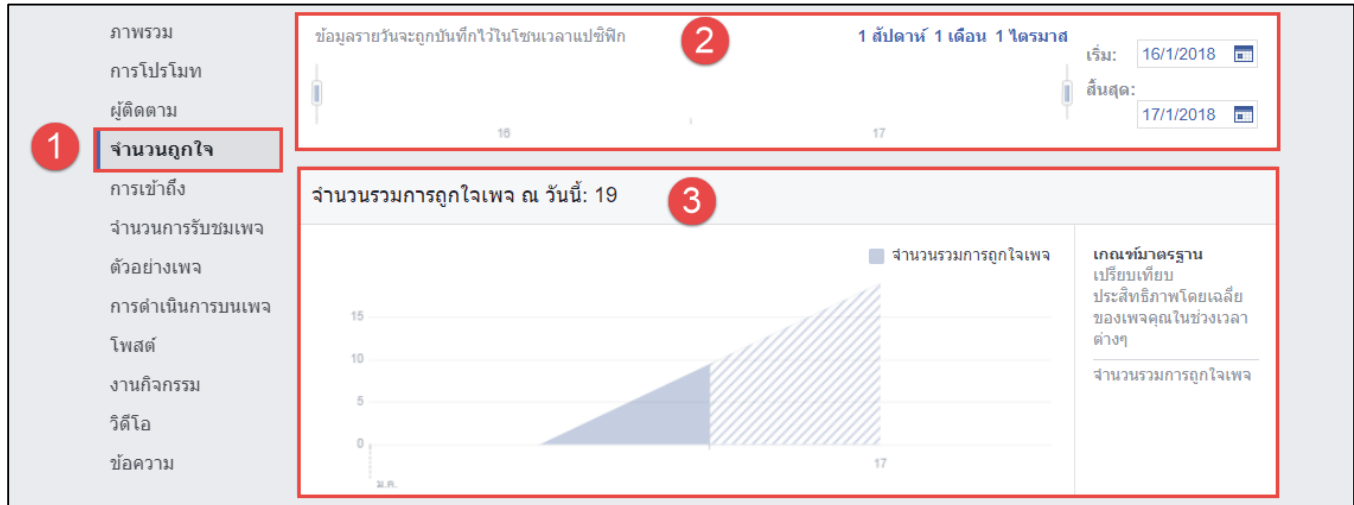 ภาพรวม
การโปรโมท
ผู้ติดตาม
1
จำนวนถูกใจ
การเข้าถึง
จำนวนการรับชมเพจ
ตัวอย่างเพจ
การดำเนินการบนเพจ
โพสต์
งานกิจกรรม
วิดีโอ
ข้อความ
ข้อมูลรายวันจะถูกบันทึกไว้ในโซนเวลาแปซิฟิก
2
1 สัปดาห์ 1 เดือน 1 ไตรมาส
เริ่ม: 16/1/2018
สิ้นสุด:
17/1/2018
16 17
จำนวนรวมการถูกใจเพจ ณ วันนี้: 19
3
จำนวนรวมการถูกใจเพจ
15
10
5
0
17
ม.ค.
เกณฑ์มาตรฐาน
เปรียบเทียบ
ประสิทธิภาพโดยเฉลี่ย
ของเพจคุณในช่วงเวลา
ต่างๆ
จำนวนรวมการถูกใจเพจ